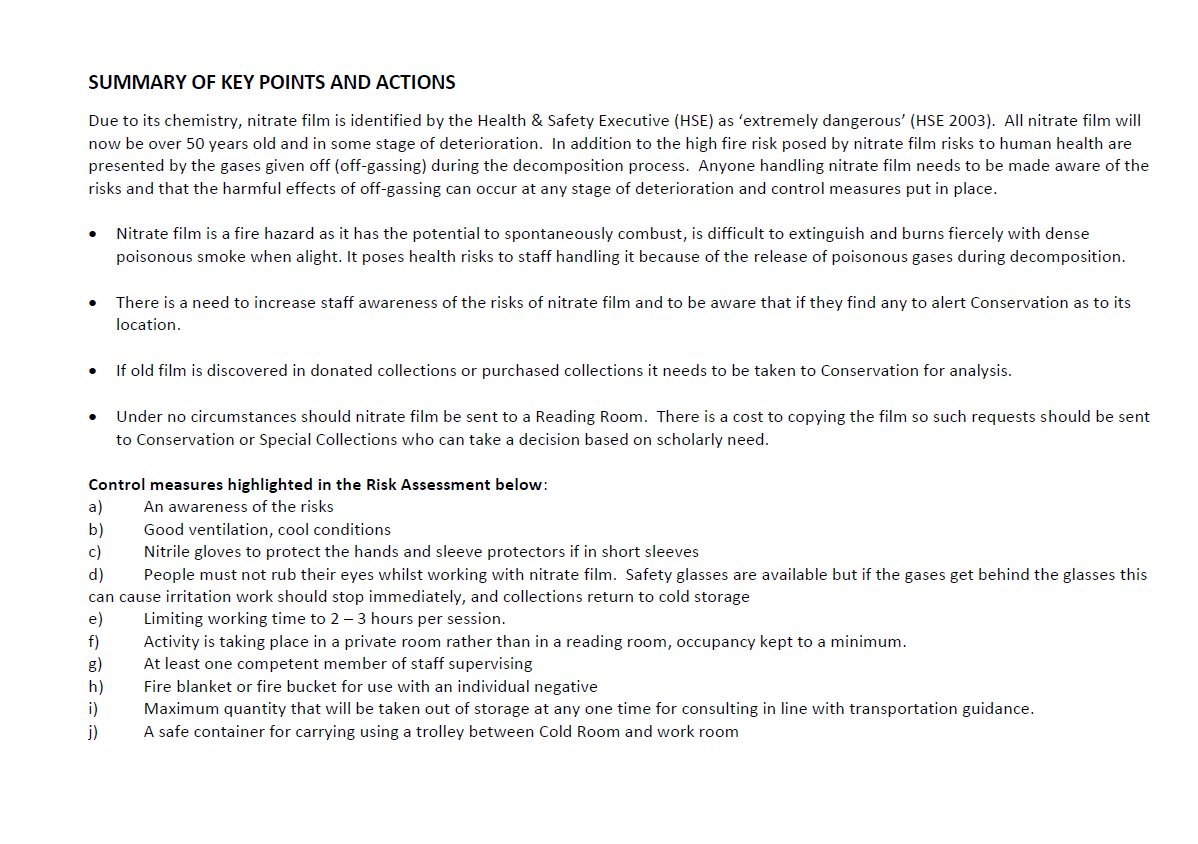 SUMMARY OF KEY POINTS AND ACTIONS
Due to its chemistry, nitrate film is identified by the Health & Safety Executive (HSE) as ‘extremely dangerous’ (HSE 2003).  All nitrate film will
now be over 50 years old and in some stage of deterioration.  In addition to the high fire risk posed by nitrate film risks to human health are
presented by the gases given off (off-gassing) during the decomposition process.  Anyone handling nitrate film needs to be made aware of the
risks and that the harmful effects of off-gassing can occur at any stage of deterioration and control measures put in place.
• Nitrate film is a fire hazard as it has the potential to spontaneously combust, is difficult to extinguish and burns fiercely with dense
poisonous smoke when alight. It poses health risks to staff handling it because of the release of poisonous gases during decomposition.
• There is a need to increase staff awareness of the risks of nitrate film and to be aware that if they find any to alert Conservation as to its
location.
• If old film is discovered in donated collections or purchased collections it needs to be taken to Conservation for analysis.
• Under no circumstances should nitrate film be sent to a Reading Room.  There is a cost to copying the film so such requests should be sent
to Conservation or Special Collections who can take a decision based on scholarly need.
Control measures highlighted in the Risk Assessment below:
a) An awareness of the risks
b) Good ventilation, cool conditions
c) Nitrile gloves to protect the hands and sleeve protectors if in short sleeves
d) People must not rub their eyes whilst working with nitrate film.  Safety glasses are available but if the gases get behind the glasses this
can cause irritation work should stop immediately, and collections return to cold storage
e) Limiting working time to 2 – 3 hours per session.
f) Activity is taking place in a private room rather than in a reading room, occupancy kept to a minimum.
g) At least one competent member of staff supervising
h) Fire blanket or fire bucket for use with an individual negative
i) Maximum quantity that will be taken out of storage at any one time for consulting in line with transportation guidance.
j) A safe container for carrying using a trolley between Cold Room and work room